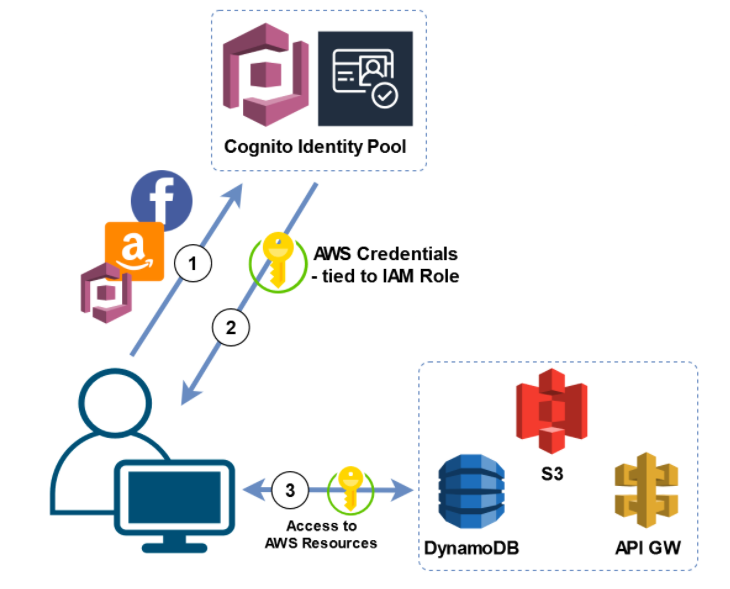 Cognito Identity Pool
f
a
1
AWS Credentials
- tied to IAM Role
2
S3
3
Access to
AWS Resources
DynamoDB
API GW